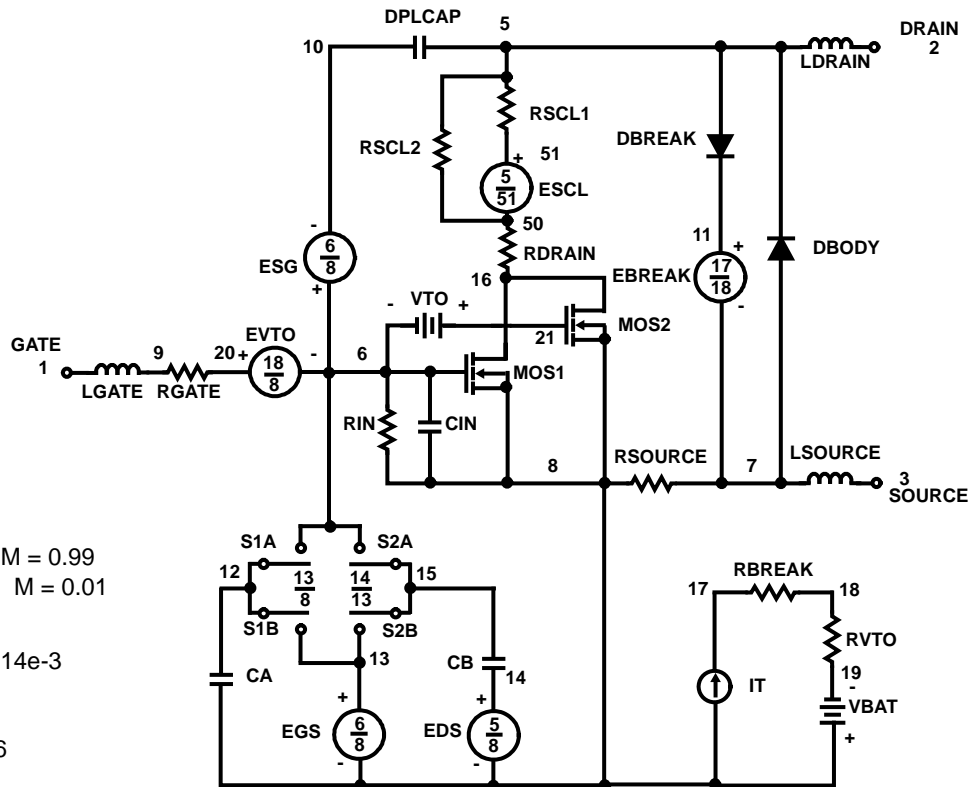 DPLCAP
5
DRAIN
2
10
LDRAIN
RSCL1
RSCL2
+ 51
DBREAK
5
51
ESCL
50
-
11
+
ESG
6
8
RDRAIN
DBODY
+
16
EBREAK
17
18
- VTO +
-
MOS2
21
GATE
1
9
20
+
EVTO
18
8
-
6
LGATE
RGATE
MOS1
RIN
CIN
LSOURCE
8
RSOURCE
7
3
SOURCE
M = 0.99
S1A
S2A
12
13
8
14
13
15
M = 0.01
RBREAK
17
18
S1B
S2B
14e-3
13
RVTO
CA
CB
14
19
-
IT
VBAT
+
+
EGS
6
8
EDS
5
8
+
6
-
-